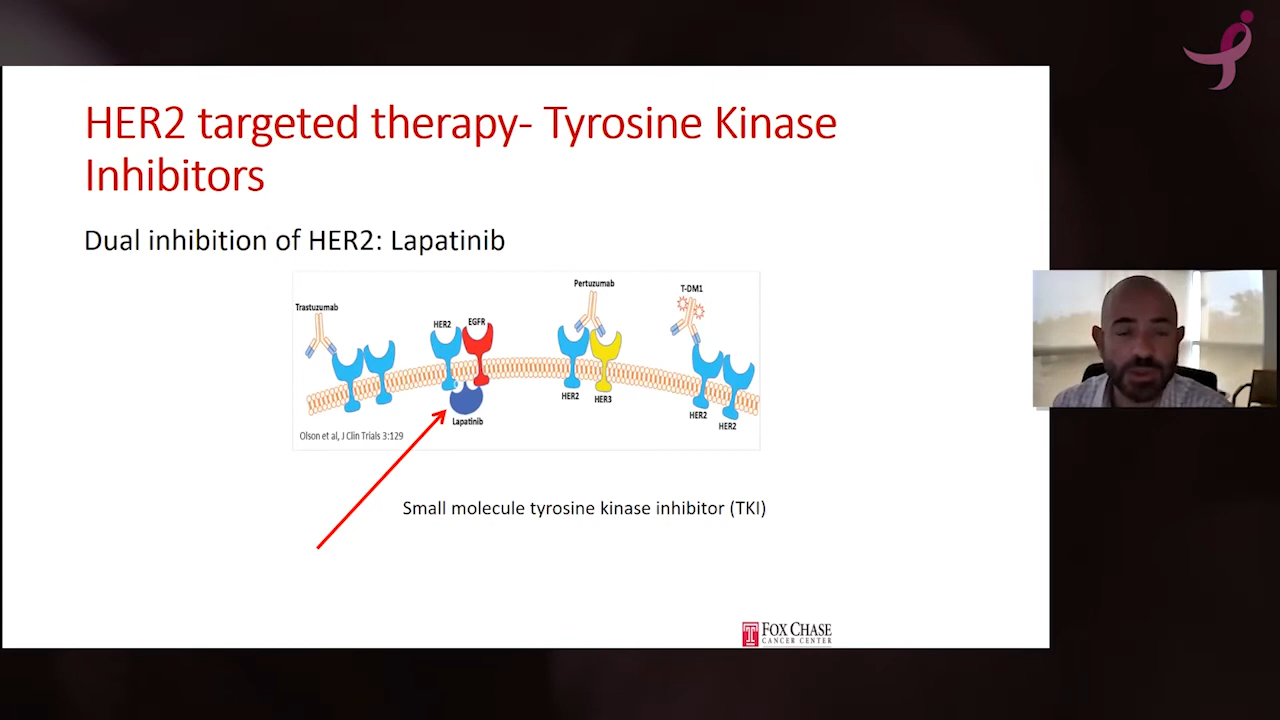 HER2 targeted therapy- Tyrosine Kinase
Inhibitors
Dual inhibition of HER2: Lapatinib
Trastuzumab
HER2
EGFR
Pertuzumab
T-DM1
Lapatinib
HER2
HER3
HER2
HER2
Olson et al, J Clin Trials 3:129
Small molecule tyrosine kinase inhibitor (TKI)
FOX CHASE
CANCER CENTER